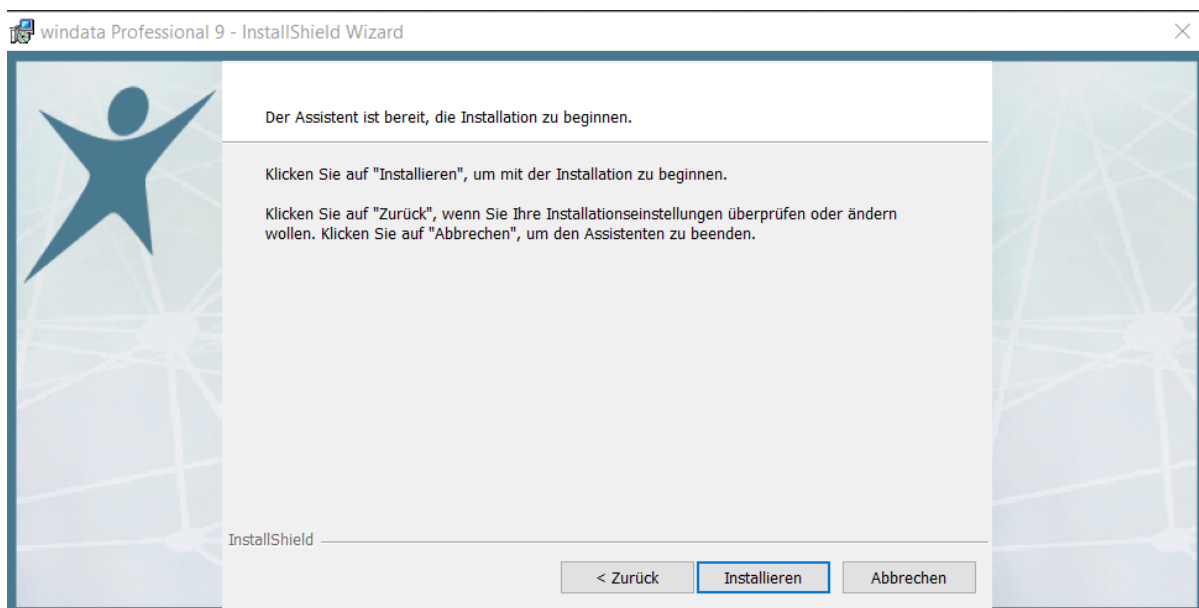 windata Professional 9 - InstallShield Wizard
Der Assistent ist bereit, die Installation zu beginnen.
Klicken Sie auf "Installieren", um mit der Installation zu beginnen.
Klicken Sie auf "Zurück", wenn Sie Ihre Installationseinstellungen überprüfen oder ändern
wollen. Klicken Sie auf "Abbrechen", um den Assistenten zu beenden.
InstallShield
< Zurück
Installieren
Abbrechen